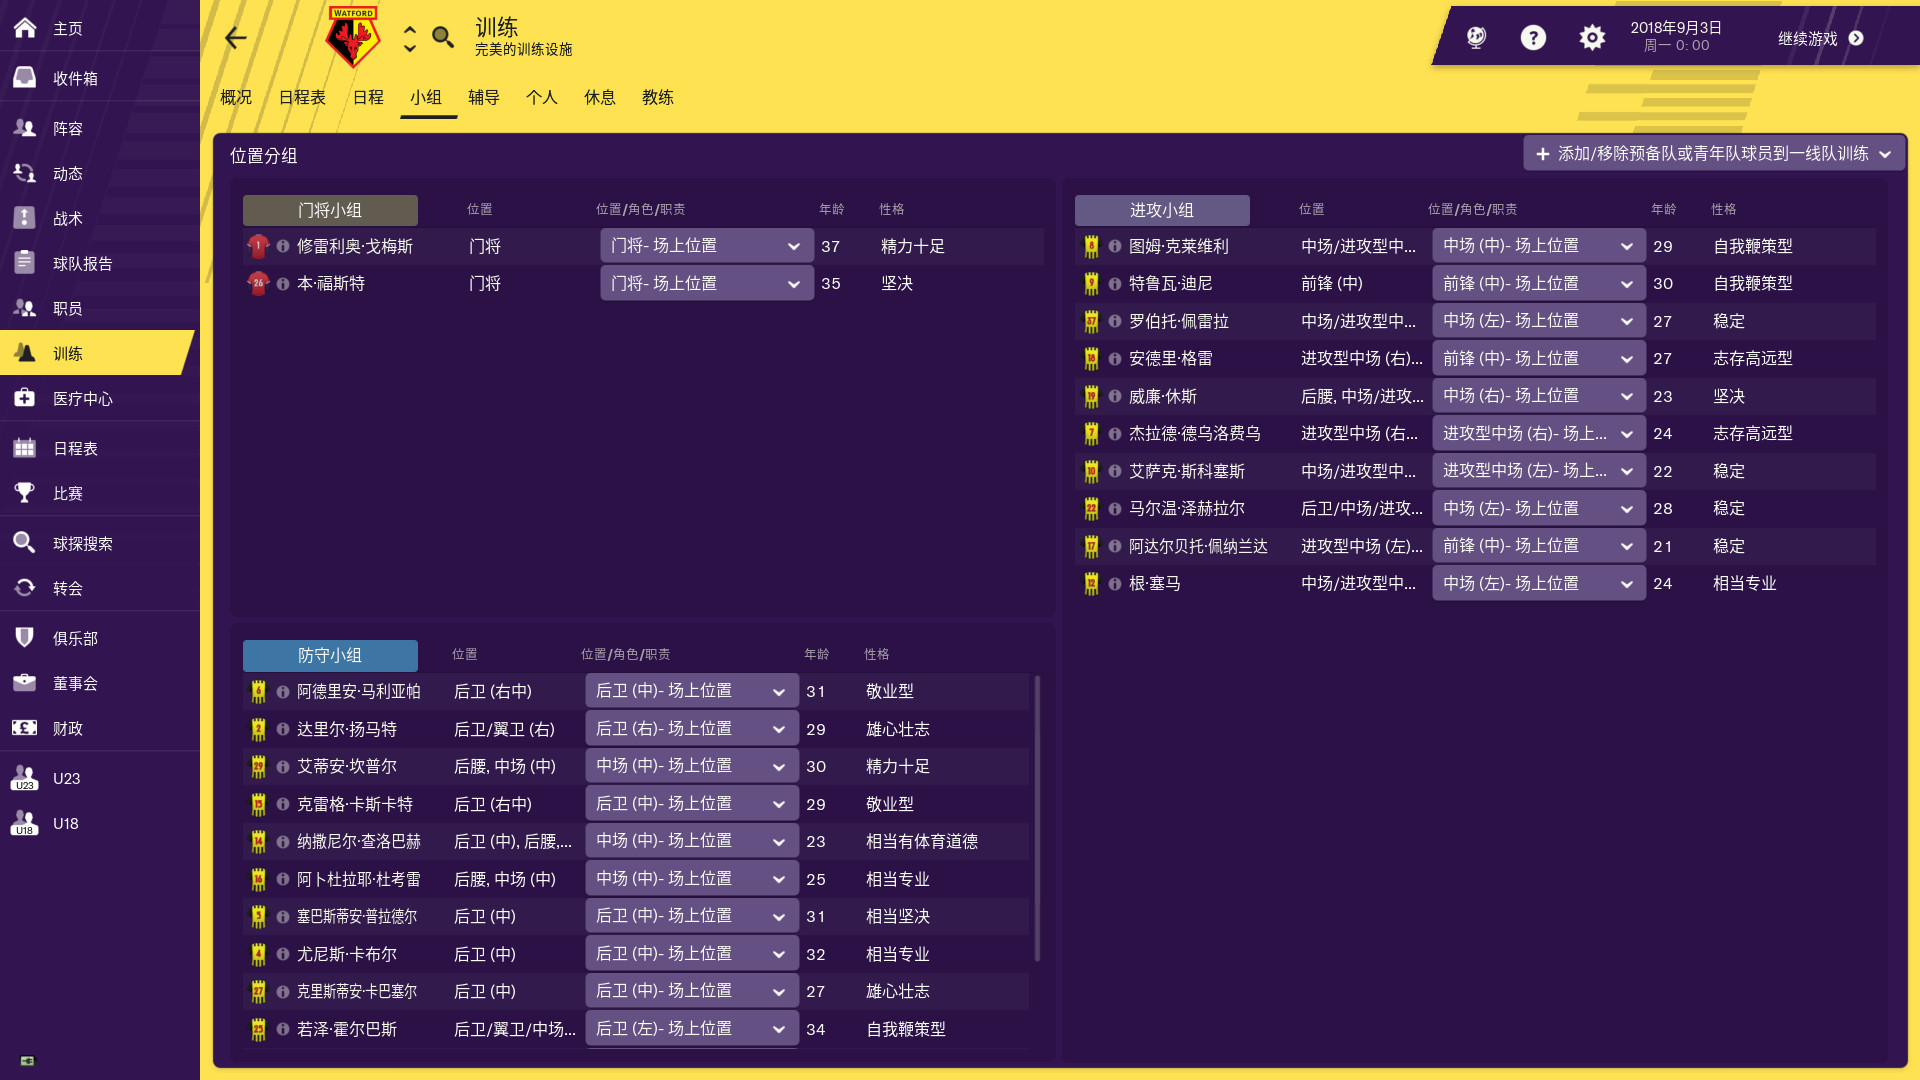 主页
收件箱
阵容
动态
战术
球队报告
职员
训练
医疗中心
日程表
比赛
球探搜索
转会
俱乐部
董事会
财政
U23 U23
U18 U18
WATFORD
训练
完美的训练设施
2018年9月3日
周一 0:00
继续游戏
概况 日程表 日程 小组 辅导 个人 休息 教练
位置分组
+ 添加/移除预备队或青年队球员到一线队训练
门将小组 位置 位置/角色/职责 年龄 性格
1 修雷利奥·戈梅斯 门将 门将- 场上位置 37 精力十足
26 本·福斯特 门将 门将- 场上位置 35 坚决
防守小组 位置 位置/角色/职责 年龄 性格
6 阿德里安·马利亚帕 后卫 (右中) 后卫 (中)- 场上位置 31 敬业型
2 达里尔·扬马特 后卫/翼卫 (右) 后卫 (右)- 场上位置 29 雄心壮志
29 艾蒂安·坎普尔 后腰, 中场 (中) 中场 (中)- 场上位置 30 精力十足
15 克雷格·卡斯卡特 后卫 (右中) 后卫 (中)- 场上位置 29 敬业型
14 纳撒尼尔·查洛巴赫 后卫 (中), 后腰,... 中场 (中)- 场上位置 23 相当有体育道德
16 阿卜杜拉耶·杜考雷 后腰, 中场 (中) 中场 (中)- 场上位置 25 相当专业
3 塞巴斯蒂安·普拉德尔 后卫 (中) 后卫 (中)- 场上位置 31 相当坚决
4 尤尼斯·卡布尔 后卫 (中) 后卫 (中)- 场上位置 32 相当专业
27 克里斯蒂安·卡巴塞尔 后卫 (中) 后卫 (中)- 场上位置 27 雄心壮志
25 若泽·霍尔巴斯 后卫/翼卫/中场... 后卫 (左)- 场上位置 34 自我鞭策型
进攻小组 位置 位置/角色/职责 年龄 性格
8 图姆·克莱维利 中场/进攻型中... 中场 (中)- 场上位置 29 自我鞭策型
9 特鲁瓦·迪尼 前锋 (中) 前锋 (中)- 场上位置 30 自我鞭策型
37 罗伯托·佩雷拉 中场/进攻型中... 中场 (左)- 场上位置 27 稳定
18 安德里·格雷 进攻型中场 (右)... 前锋 (中)- 场上位置 27 志存高远型
19 威廉·休斯 后腰, 中场/进攻... 中场 (右)- 场上位置 23 坚决
7 杰拉德·德乌洛费乌 进攻型中场 (右... 进攻型中场 (右)- 场上... 24 志存高远型
10 艾萨克·斯科塞斯 中场/进攻型中... 进攻型中场 (左)- 场上... 22 稳定
22 马尔温·泽赫拉尔 后卫/中场/进攻... 中场 (左)- 场上位置 28 稳定
17 阿达尔贝托·佩纳兰达 进攻型中场 (左)... 前锋 (中)- 场上位置 21 稳定
12 根·塞马 中场/进攻型中... 中场 (左)- 场上位置 24 相当专业